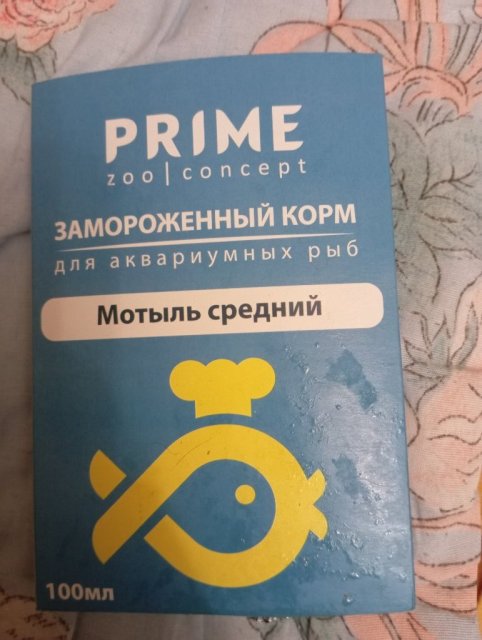 PRIME
zoo|concept
ЗАМОРОЖЕННЫЙ КОРМ
для аквариумных рыб
Мотыль средний
100мл